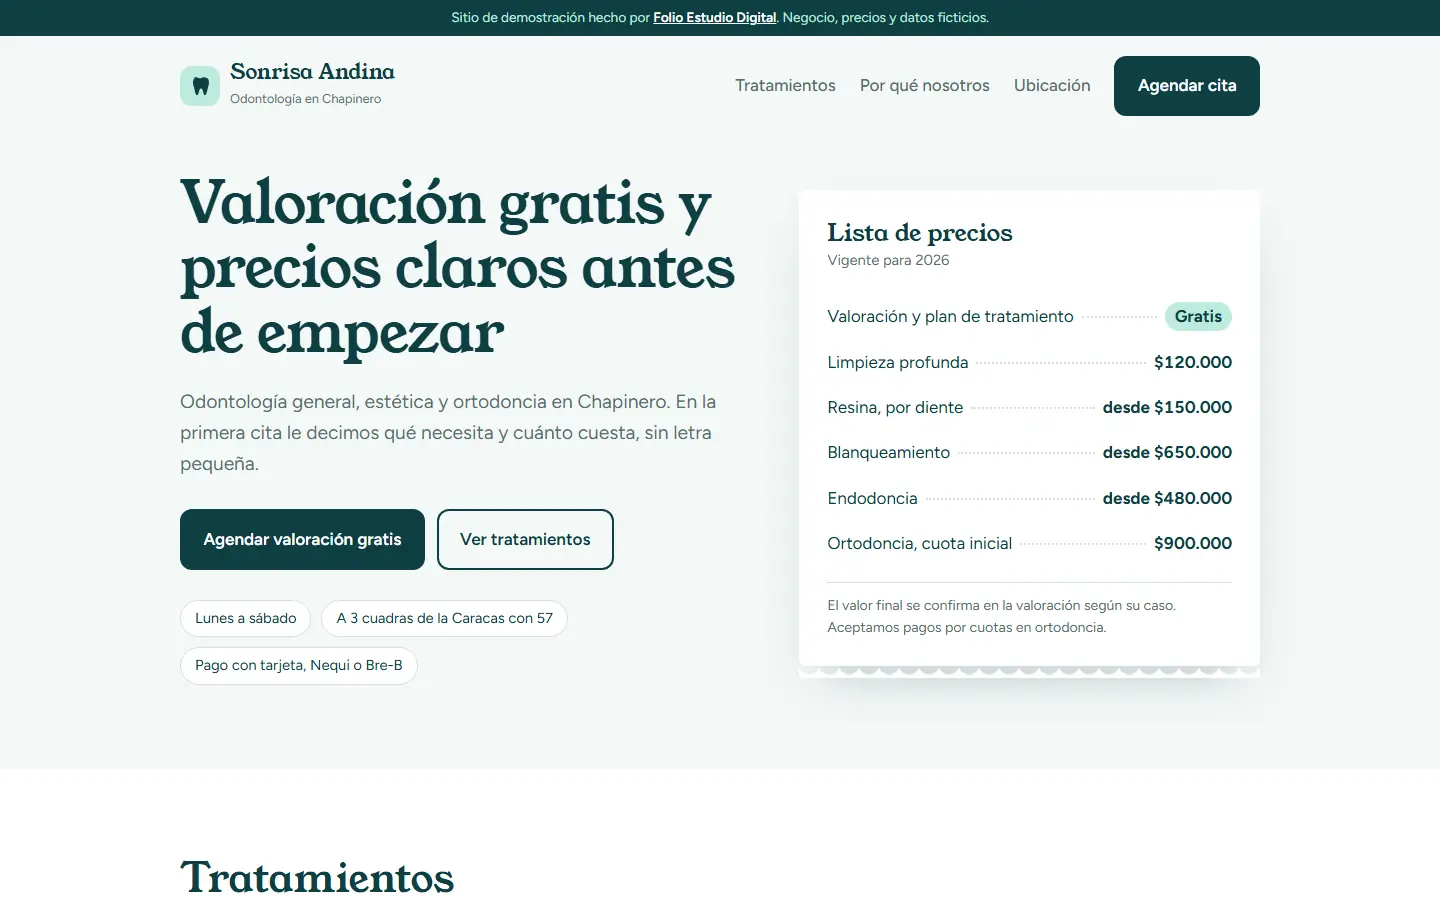 Sitio de demostración hecho por Folio Estudio Digital. Negocio, precios y datos ficticios.
Sonrisa Andina
Odontología en Chapinero
Tratamientos
Por qué nosotros
Ubicación
Agendar cita
Valoración gratis y
precios claros antes
de empezar
Odontología general, estética y ortodoncia en Chapinero. En la
primera cita le decimos qué necesita y cuánto cuesta, sin letra
pequeña.
Agendar valoración gratis
Ver tratamientos
Lunes a sábado
A 3 cuadras de la Caracas con 57
Pago con tarjeta, Nequi o Bre-B
Lista de precios
Vigente para 2026
Valoración y plan de tratamiento Gratis
Limpieza profunda $120.000
Resina, por diente desde $150.000
Blanqueamiento desde $650.000
Endodoncia desde $480.000
Ortodoncia, cuota inicial $900.000
El valor final se confirma en la valoración según su caso.
Aceptamos pagos por cuotas en ortodoncia.
Tratamientos